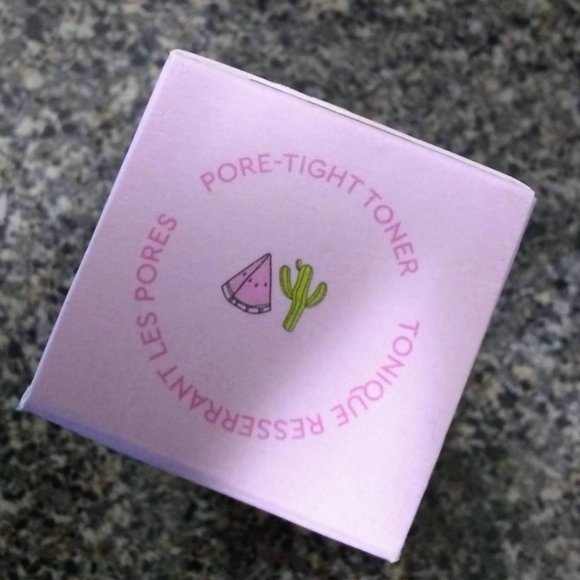 PORE-TIGHT TONER
TONIQUE RESSERRANT LES PORES